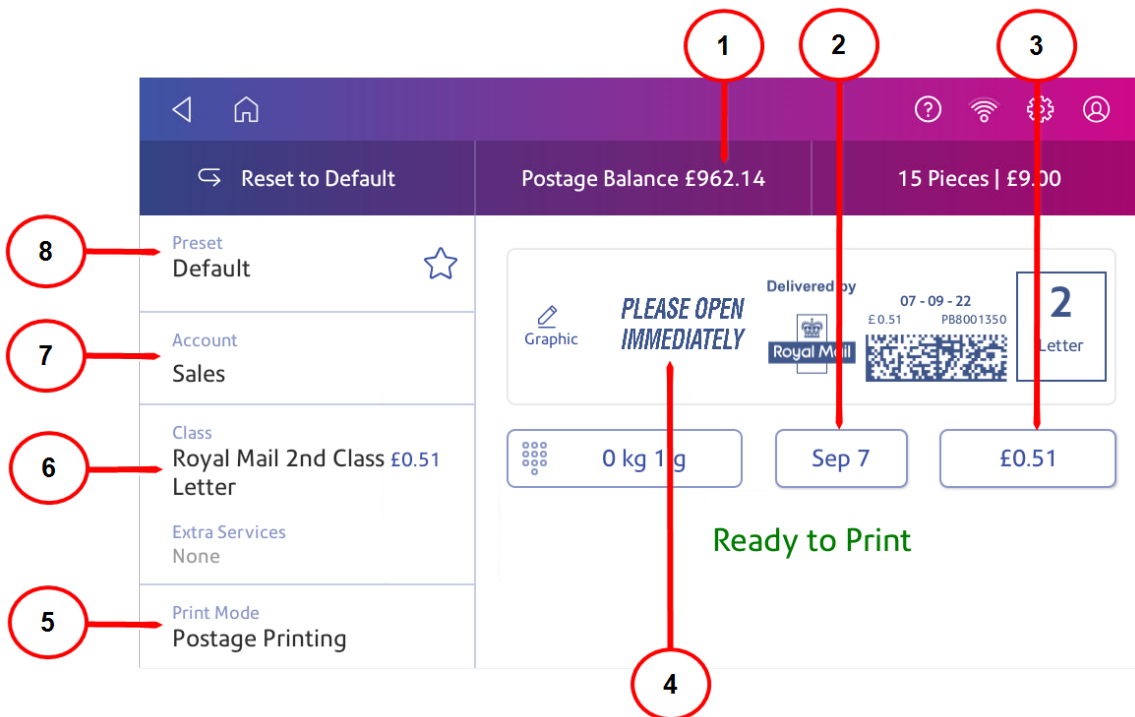 1
2
3
Reset to Default
Postage Balance £962.14
15 Pieces | £9.00
8
Preset
Default
7
Account
Sales
6
Class
Royal Mail 2nd Class £0.51
Letter
Extra Services
None
5
Print Mode
Postage Printing
Graphic
PLEASE OPEN
IMMEDIATELY
Delivered by
Royal Mail
07 - 09 - 22
£0.51 PB8001350
2
Letter
0 kg 1 g
Sep 7
£0.51
Ready to Print
4